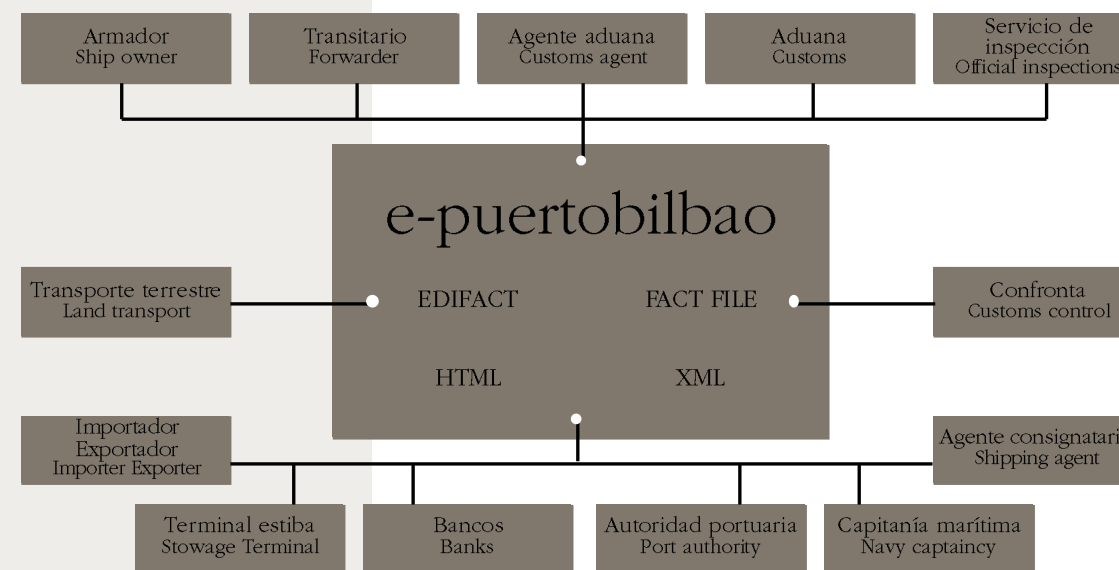 Armador
Ship owner
Transitario
Forwarder
Agente aduana
Customs agent
Aduana
Customs
Servicio de
inspección
Official inspections
e-puertobilbao
EDIFACT
FACT FILE
HTML
XML
Transporte terrestre
Land transport
Confronta
Customs control
Importador
Exportador
Importer Exporter
Agente consignatari
Shipping agent
Terminal estiba
Stowage Terminal
Bancos
Banks
Autoridad portuaria
Port authority
Capitanía marítima
Navy captaincy